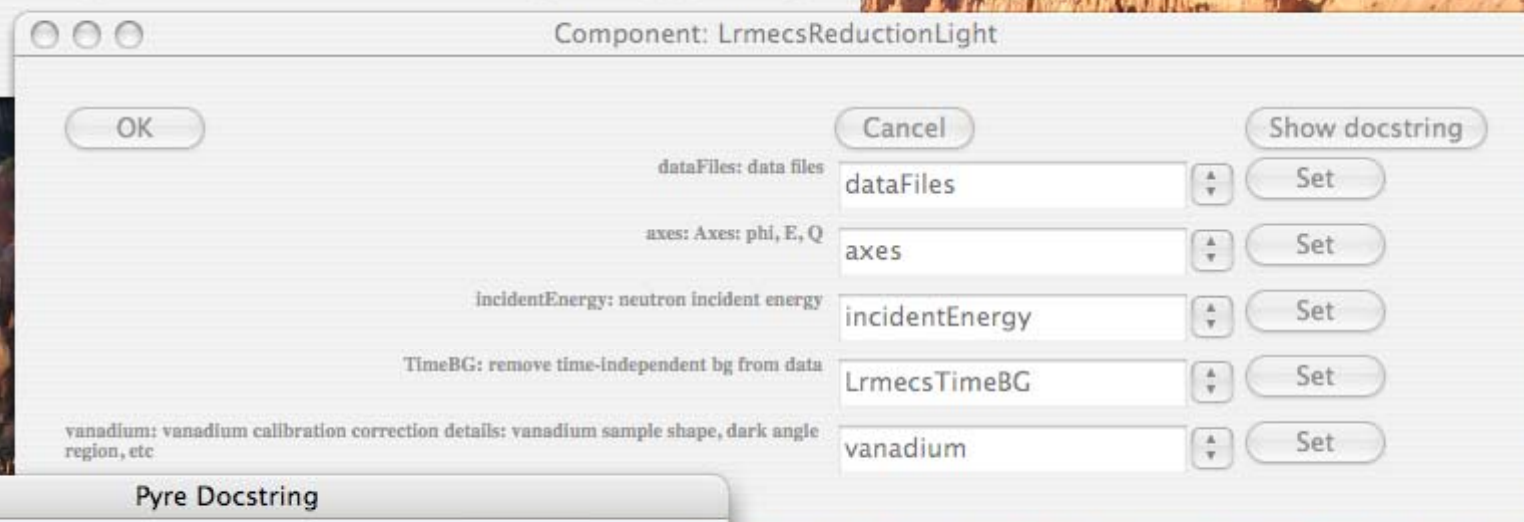 Component: LrmecsReductionLight
OK
Cancel
Show docstring
dataFiles: data files
dataFiles
Set
axes: Axes: phi, E, Q
axes
Set
incidentEnergy: neutron incident energy
incidentEnergy
Set
TimeBG: remove time-independent bg from data
LrmecsTimeBG
Set
vanadium: vanadium calibration correction details: vanadium sample shape, dark angle
region, etc
vanadium
Set
Pyre Docstring